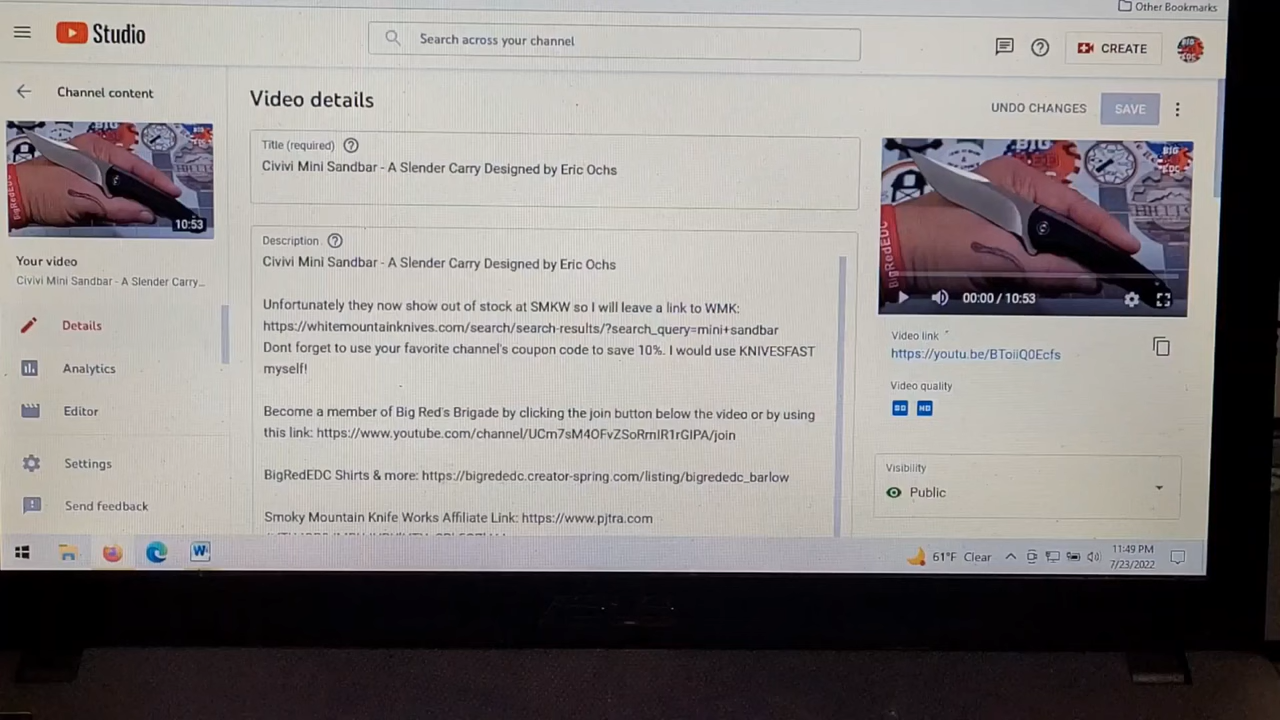 Other Bookmarks
Studio
Search across your channel
CREATE
Channel content
Video details
UNDO CHANGES
SAVE
Title (required)
Civivi Mini Sandbar - A Slender Carry Designed by Eric Ochs
10:53
Your video
Civivi Mini Sandbar - A Slender Carry...
Details
Analytics
Editor
Settings
Send feedback
Description
Civivi Mini Sandbar - A Slender Carry Designed by Eric Ochs
Unfortunately they now show out of stock at SMKW so I will leave a link to WMK:
https://whitemountainknives.com/search/search-results/?search_query=mini+sandbar
Dont forget to use your favorite channel's coupon code to save 10%. I would use KNIVESFAST
myself!
Become a member of Big Red's Brigade by clicking the join button below the video or by using
this link: https://www.youtube.com/channel/UCm7sM4OFvZSoRmIR1rGIPA/join
BigRedEDC Shirts & more: https://bigrededc.creator-spring.com/listing/bigrededc_barlow
Smoky Mountain Knife Works Affiliate Link: https://www.pjtra.com
BigRedEDC
00:00 / 10:53
Video link
https://youtu.be/BToiiQ0Ecfs
Video quality
SD HD
Visibility
Public
61°F Clear
11:49 PM
7/23/2022